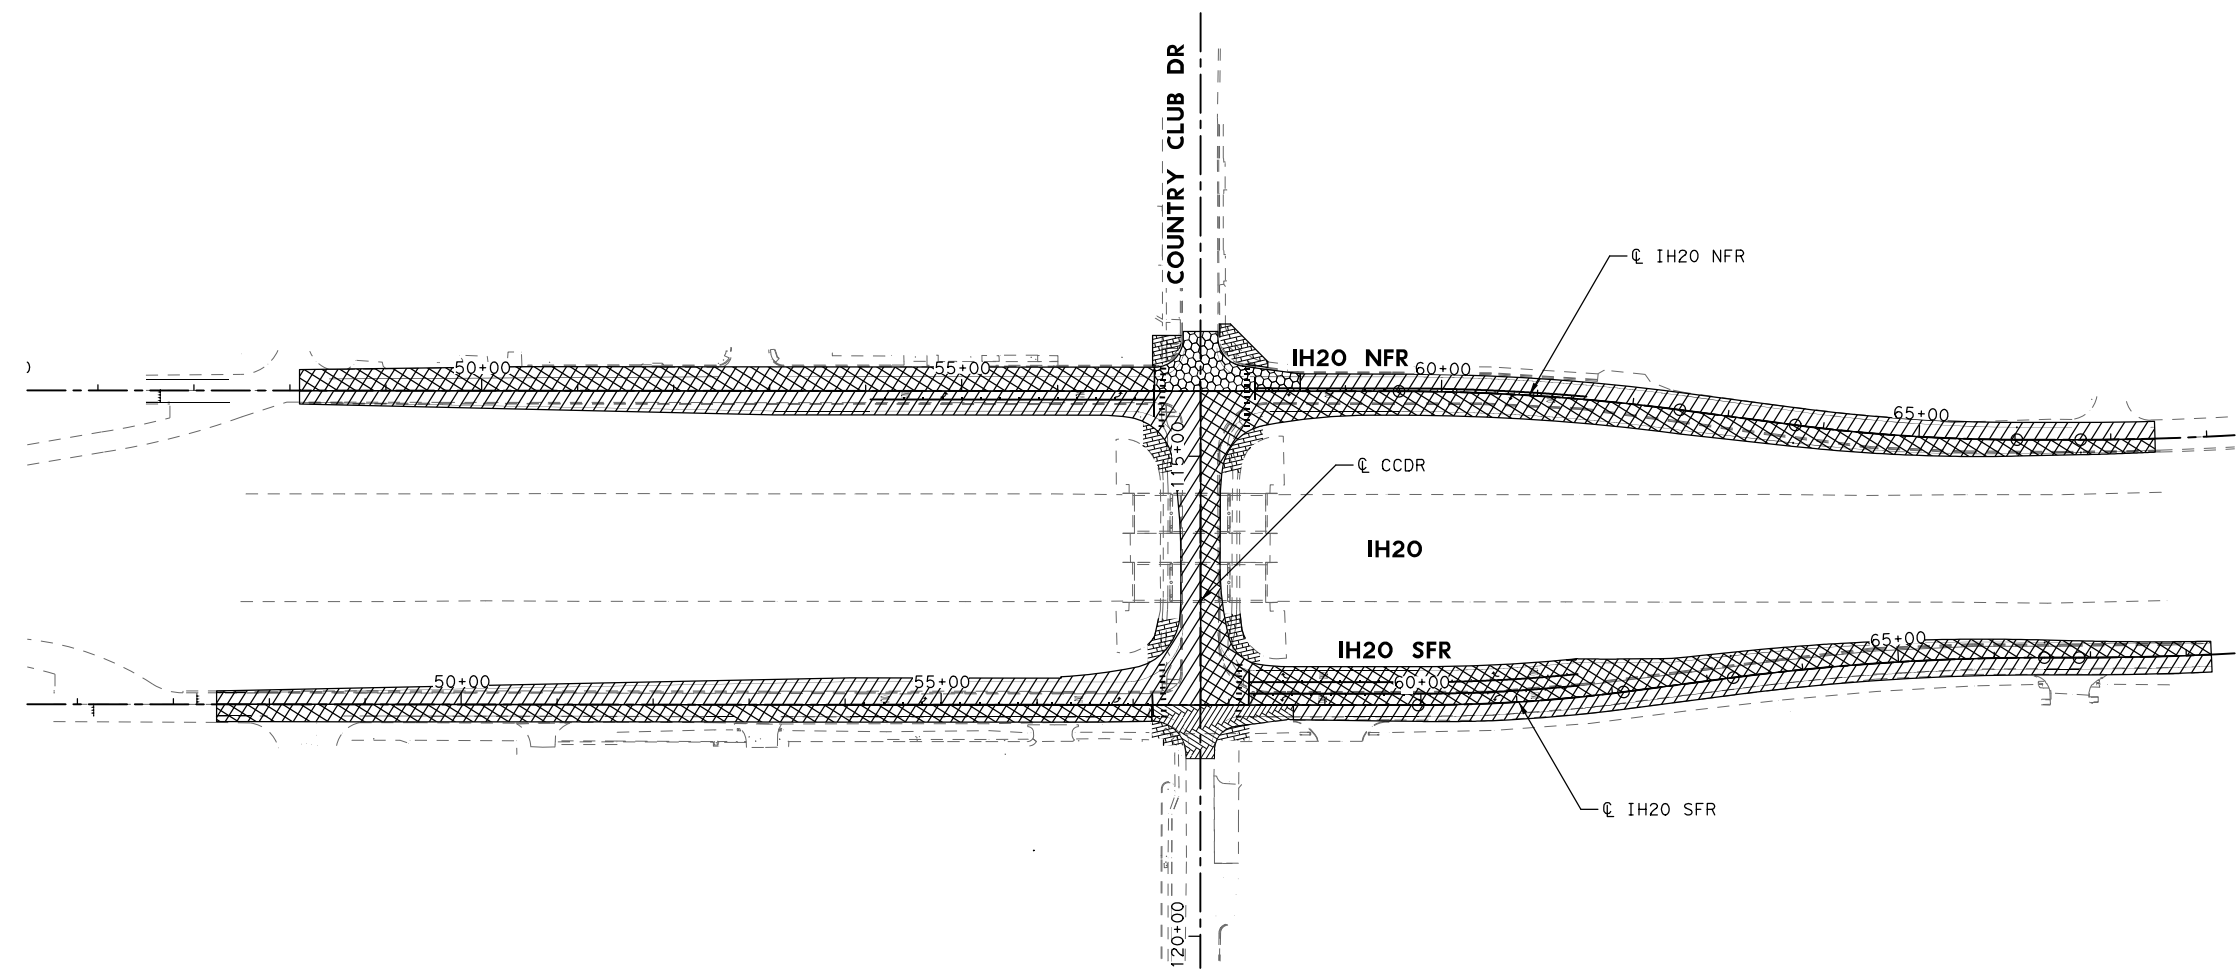 COUNTRY CLUB DR
℄ IH20 NFR
IH20 NFR
50+00
55+00
60+00
65+00
115+00
℄ CCDR
IH20
IH20 SFR
50+00
55+00
60+00
65+00
℄ IH20 SFR
120+00